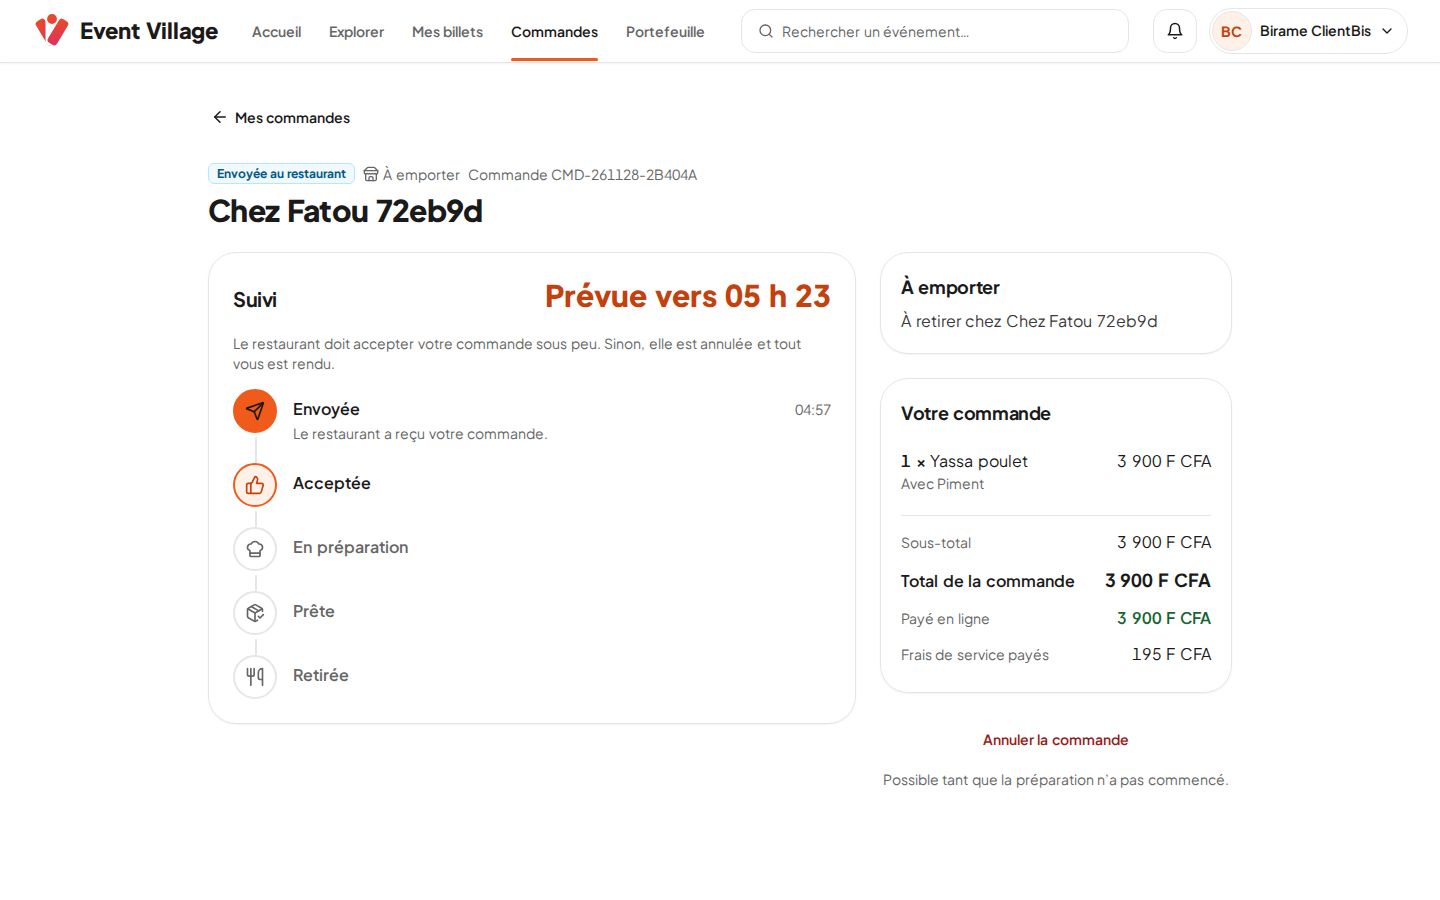 Event Village
Accueil
Explorer
Mes billets
Commandes
Portefeuille
Rechercher un événement...
BC
Birame ClientBis
Mes commandes
Envoyée au restaurant
À emporter
Commande CMD-261128-2B404A
Chez Fatou 72eb9d
Suivi
Prévue vers 05 h 23
Le restaurant doit accepter votre commande sous peu. Sinon, elle est annulée et tout
vous est rendu.
Envoyée
04:57
Le restaurant a reçu votre commande.
Acceptée
En préparation
Prête
Retirée
À emporter
À retirer chez Chez Fatou 72eb9d
Votre commande
1 × Yassa poulet
3 900 F CFA
Avec Piment
Sous-total
3 900 F CFA
Total de la commande
3 900 F CFA
Payé en ligne
3 900 F CFA
Frais de service payés
195 F CFA
Annuler la commande
Possible tant que la préparation n'a pas commencé.